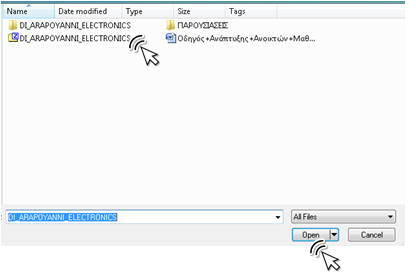 Name Date modified Type Size Tags
DI_ARAPOYANNI_ELECTRONICS ΠΑΡΟΥΣΙΑΣΕΙΣ
DI_ARAPOYANNI_ELECTRONICS Οδηγός+Ανάπτυξης+Ανοικτών+Μαθ...
: DI_ARAPOYANNI_ELECTRONICS All Files
Open Cancel